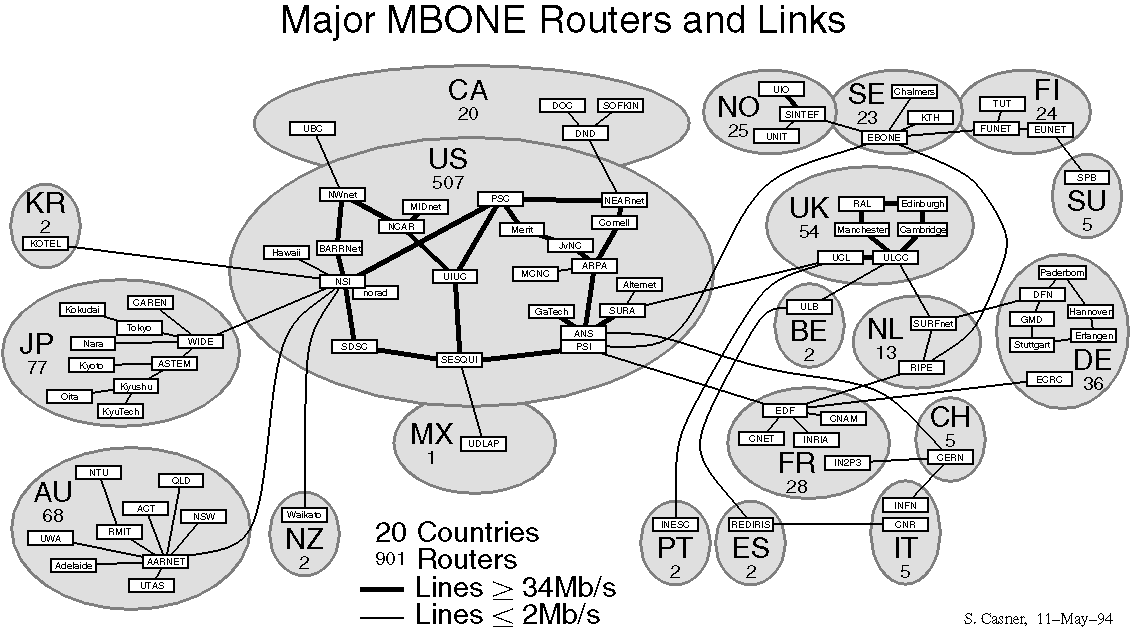 Major MBONE Routers and Links
CA
20
UBC
DOC
SOFKIN
DND
US
507
NWnet
MIDnet
NCAR
PSC
NEARnet
Cornell
Merit
JvNC
MCNC
ARPA
Hawaii
BARRNet
NSI
norad
UIUC
Alternet
GaTech
SURA
ANS
PSI
SDSC
SESQUI
NO
25
UIO
SINTEF
UNIT
SE
23
Chalmers
KTH
EBONE
FI
24
TUT
FUNET
EUNET
SPB
SU
5
KR
2
KOTEL
UK
54
RAL
Edinburgh
Manchester
Cambridge
UCL
ULCC
JP
77
Kokudai
CAREN
Tokyo
Nara
WIDE
Kyoto
ASTEM
Kyushu
Oita
KyuTech
ULB
BE
2
NL
13
SURFnet
RIPE
Paderborn
DFN
GMD
Hannover
Stuttgart
Erlangen
DE
36
ECRC
MX
1
UDLAP
EDF
CNAM
CNET
INRIA
FR
28
IN2P3
CH
5
CERN
AU
68
NTU
QLD
ACT
NSW
RMIT
UWA
Adelaide
AARNET
UTAS
Waikato
NZ
2
INESC
PT
2
REDIRIS
ES
2
INFN
CNR
IT
5
20 Countries
901 Routers
Lines ≥ 34Mb/s
Lines ≤ 2Mb/s
S. Casner, 11–May–94